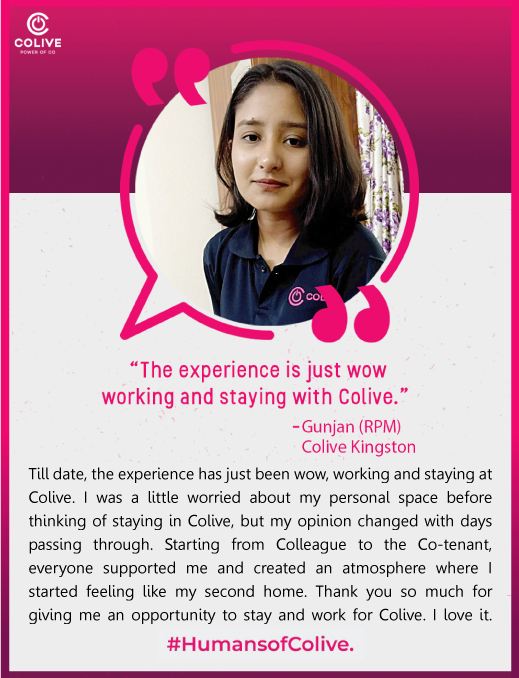 COLIVE
POWER OF CO
“The experience is just wow
working and staying with Colive.”
-Gunjan (RPM)
Colive Kingston
Till date, the experience has just been wow, working and staying at
Colive. I was a little worried about my personal space before
thinking of staying in Colive, but my opinion changed with days
passing through. Starting from Colleague to the Co-tenant,
everyone supported me and created an atmosphere where I
started feeling like my second home. Thank you so much for
giving me an opportunity to stay and work for Colive. I love it.
#HumansofColive.